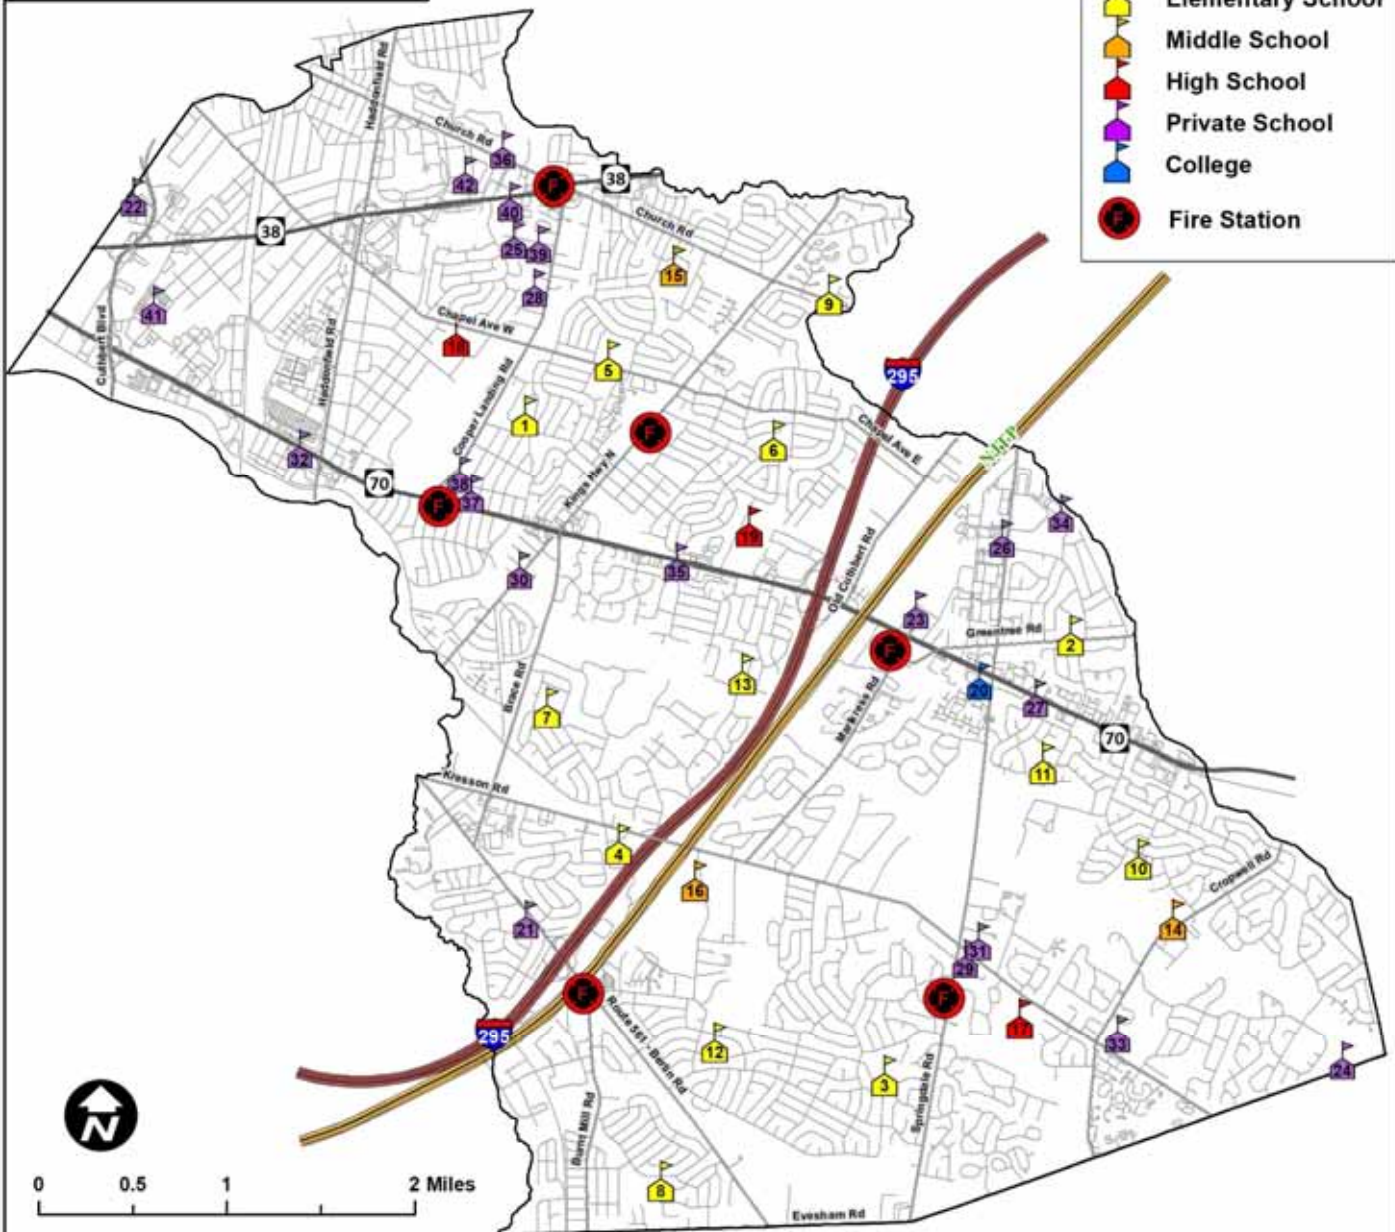 Elementary School
Middle School
High School
Private School
College
F Fire Station
Haddonfield Rd
Church Rd
36
42
F
38
22
40
38
Church Rd
25
39
15
28
9
41
Chapel Ave W
18
Cuthbert Blvd
Haddonfield Rd
5
295
Cooper Landing Rd
1
F
6
Chapel Ave E
NJTP
32
70
38
37
F
Kings Hwy N
19
34
26
35
30
Old Cuthbert Rd
23
Greentree Rd
2
F
13
20
27
Brace Rd
7
Markress Rd
70
11
Kresson Rd
4
10
16
Cropwell Rd
21
14
31
29
F
F
17
295
Route 561 - Berlin Rd
12
33
24
3
Springdale Rd
N
Burnt Mill Rd
8
0 0.5 1 2 Miles
Evesham Rd